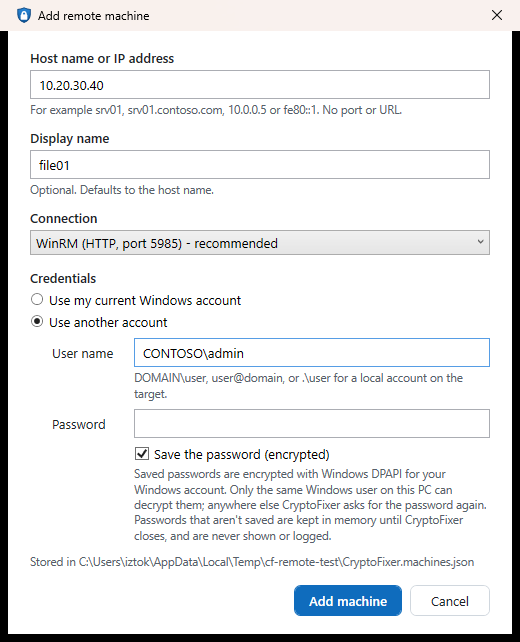 Add remote machine
Host name or IP address
10.20.30.40
For example srv01, srv01.contoso.com, 10.0.0.5 or fe80::1. No port or URL.
Display name
file01
Optional. Defaults to the host name.
Connection
WinRM (HTTP, port 5985) - recommended
Credentials
Use my current Windows account
Use another account
User name
CONTOSO\admin
DOMAIN\user, user@domain, or .\user for a local account on the
target.
Password
Save the password (encrypted)
Saved passwords are encrypted with Windows DPAPI for your
Windows account. Only the same Windows user on this PC can
decrypt them; anywhere else CryptoFixer asks for the password again.
Passwords that aren't saved are kept in memory until CryptoFixer
closes, and are never shown or logged.
Stored in C:\Users\iztok\AppData\Local\Temp\cf-remote-test\CryptoFixer.machines.json
Add machine
Cancel